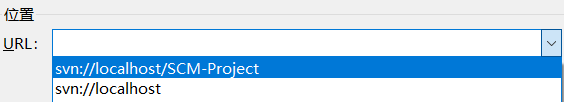 位置
URL:
svn://localhost/SCM-Project
svn://localhost